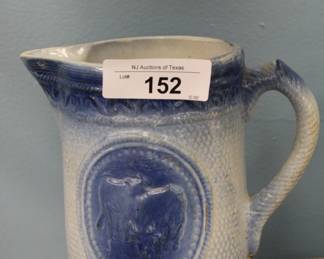 NJ Auctions of Texas
Lot#
152